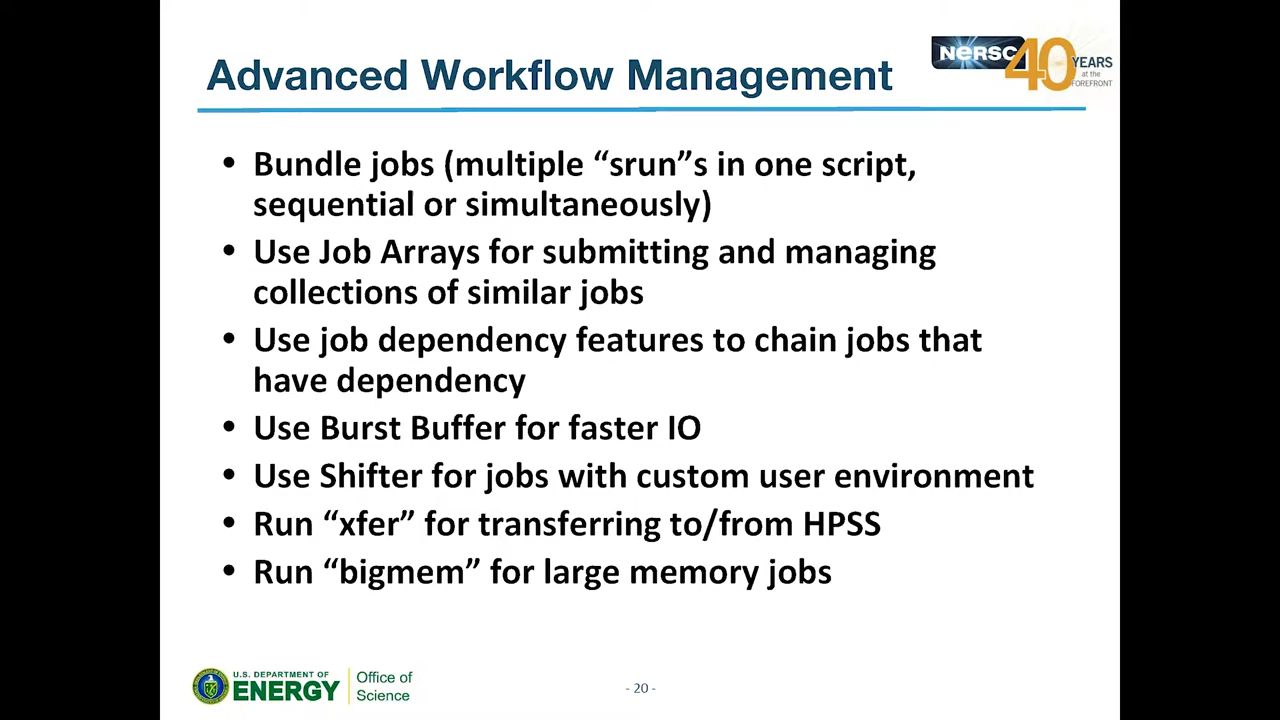 Advanced Workflow Management
NERSC 40 YEARS
at the
FOREFRONT
• Bundle jobs (multiple “srun”s in one script,
sequential or simultaneously)
• Use Job Arrays for submitting and managing
collections of similar jobs
• Use job dependency features to chain jobs that
have dependency
• Use Burst Buffer for faster IO
• Use Shifter for jobs with custom user environment
• Run “xfer” for transferring to/from HPSS
• Run “bigmem” for large memory jobs
U.S. DEPARTMENT OF
ENERGY
Office of
Science
- 20 -